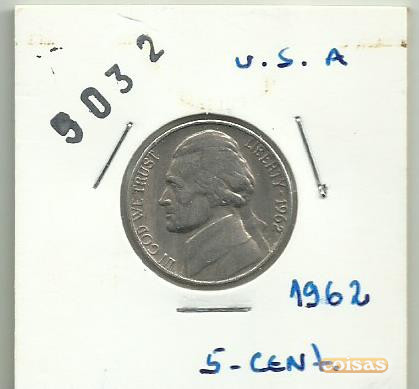 5032
U.S.A
IN GOD WE TRUST
LIBERTY · 1962
1962
5-CENT.
coisas